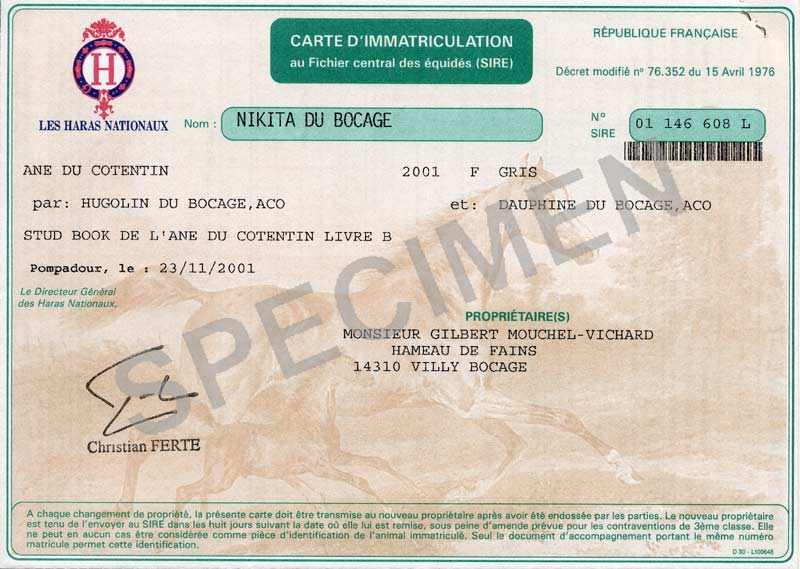 CARTE D'IMMATRICULATION
au Fichier central des équidés (SIRE)
RÉPUBLIQUE FRANÇAISE
Décret modifié nº 76.352 du 15 Avril 1976
H
LES HARAS NATIONAUX
Nom : NIKITA DU BOCAGE
Nº SIRE 01 146 608 L
ANE DU COTENTIN 2001 F GRIS
par: HUGOLIN DU BOCAGE,ACO et: DAUPHINE DU BOCAGE,ACO
STUD BOOK DE L'ANE DU COTENTIN LIVRE B
Pompadour, le : 23/11/2001
Le Directeur Général
des Haras Nationaux,
SPECIMEN
PROPRIÉTAIRE(S)
MONSIEUR GILBERT MOUCHEL-VICHARD
HAMEAU DE FAINS
14310 VILLY BOCAGE
Christian FERTE
A chaque changement de propriété, la présente carte doit être transmise au nouveau propriétaire après avoir été endossée par les parties. Le nouveau propriétaire
est tenu de l'envoyer au SIRE dans les huit jours suivant la date où elle lui est remise, sous peine d'amende prévue pour les contraventions de 3ème classe. Elle
ne peut en aucun cas être considérée comme pièce d'identification de l'animal immatriculé. Seul le document d'accompagnement portant le même numéro
matricule permet cette identification.
D 30 - L100648